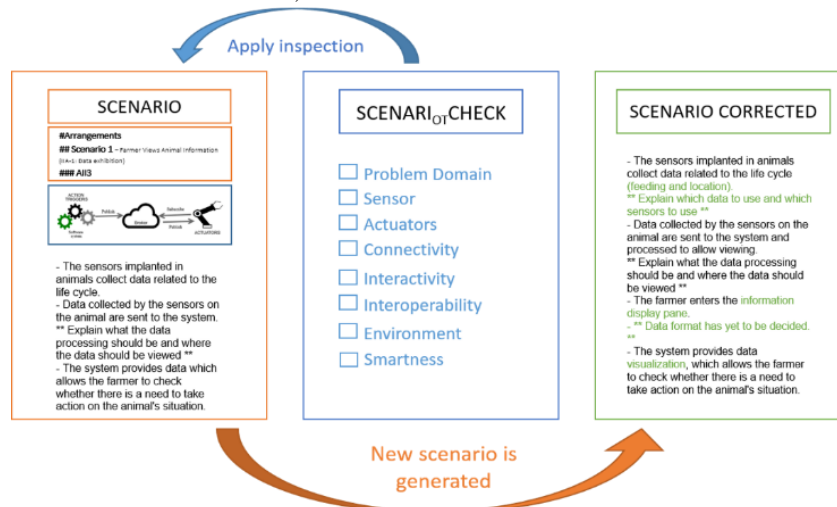 Apply inspection
SCENARIO
#Arrangements
## Scenario 1 – Farmer Views Animal Information
(IIA-1: Data exhibition)
### AII3
ACTION
TRIGGERS
Publish
Subscribe
Publish
ACTUATORS
- The sensors implanted in
animals collect data related to the
life cycle.
- Data collected by the sensors on
the animal are sent to the system.
** Explain what the data
processing should be and where
the data should be viewed **
- The system provides data which
allows the farmer to check
whether there is a need to take
action on the animal's situation.
SCENARIOTCHECK
Problem Domain
Sensor
Actuators
Connectivity
Interactivity
Interoperability
Environment
Smartness
SCENARIO CORRECTED
- The sensors implanted in animals
collect data related to the life cycle
(feeding and location).
** Explain which data to use and which
sensors to use **
- Data collected by the sensors on the
animal are sent to the system and
processed to allow viewing.
** Explain what the data processing
should be and where the data should
be viewed **
- The farmer enters the information
display pane.
- ** Data format has yet to be decided.
**
- The system provides data
visualization, which allows the farmer
to check whether there is a need to
take action on the animal's situation.
New scenario is
generated